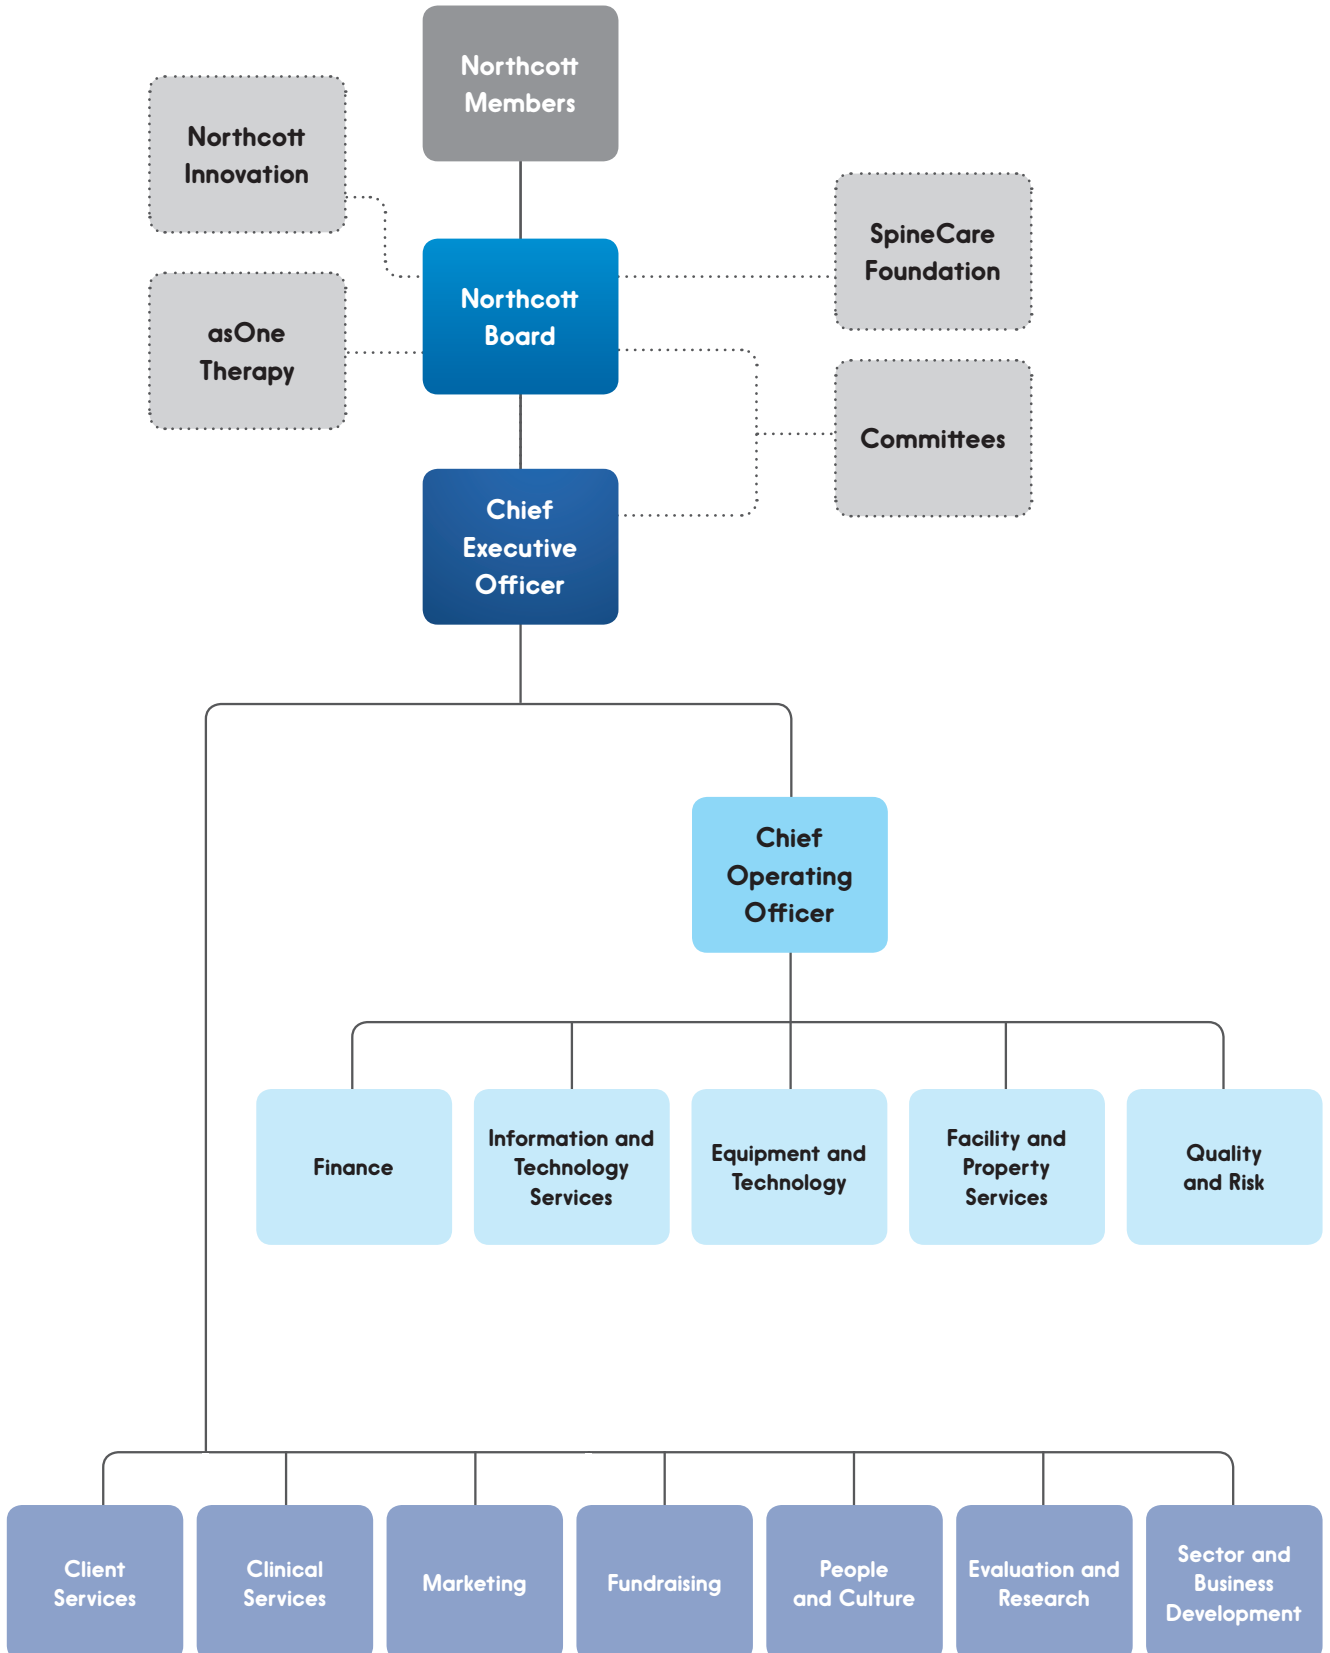 Northcott
Members
Northcott
Innovation
SpineCare
Foundation
Northcott
Board
asOne
Therapy
Committees
Chief
Executive
Officer
Chief
Operating
Officer
Finance
Information and
Technology
Services
Equipment and
Technology
Facility and
Property
Services
Quality
and Risk
Client
Services
Clinical
Services
Marketing
Fundraising
People
and Culture
Evaluation and
Research
Sector and
Business
Development